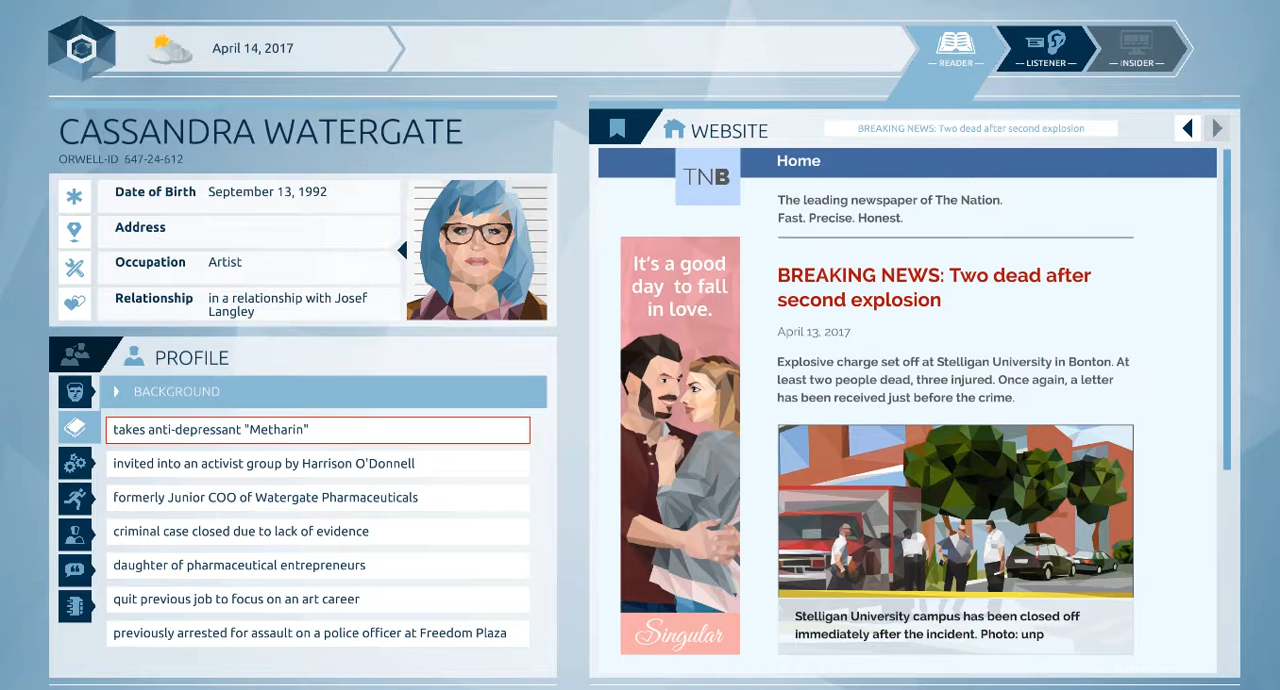 April 14, 2017
— READER —
— LISTENER —
— INSIDER —
CASSANDRA WATERGATE
ORWELL-ID 547-24-612
Date of Birth September 13, 1992
Address
Occupation Artist
Relationship in a relationship with Josef
Langley
PROFILE
BACKGROUND
takes anti-depressant "Metharin"
invited into an activist group by Harrison O'Donnell
formerly Junior COO of Watergate Pharmaceuticals
criminal case closed due to lack of evidence
daughter of pharmaceutical entrepreneurs
quit previous job to focus on an art career
previously arrested for assault on a police officer at Freedom Plaza
WEBSITE
BREAKING NEWS: Two dead after second explosion
Home
TNB
The leading newspaper of The Nation.
Fast. Precise. Honest.
It's a good
day to fall
in love.
Singular
BREAKING NEWS: Two dead after
second explosion
April 13, 2017
Explosive charge set off at Stelligan University in Bonton. At
least two people dead, three injured. Once again, a letter
has been received just before the crime.
Stelligan University campus has been closed off
immediately after the incident. Photo: unp